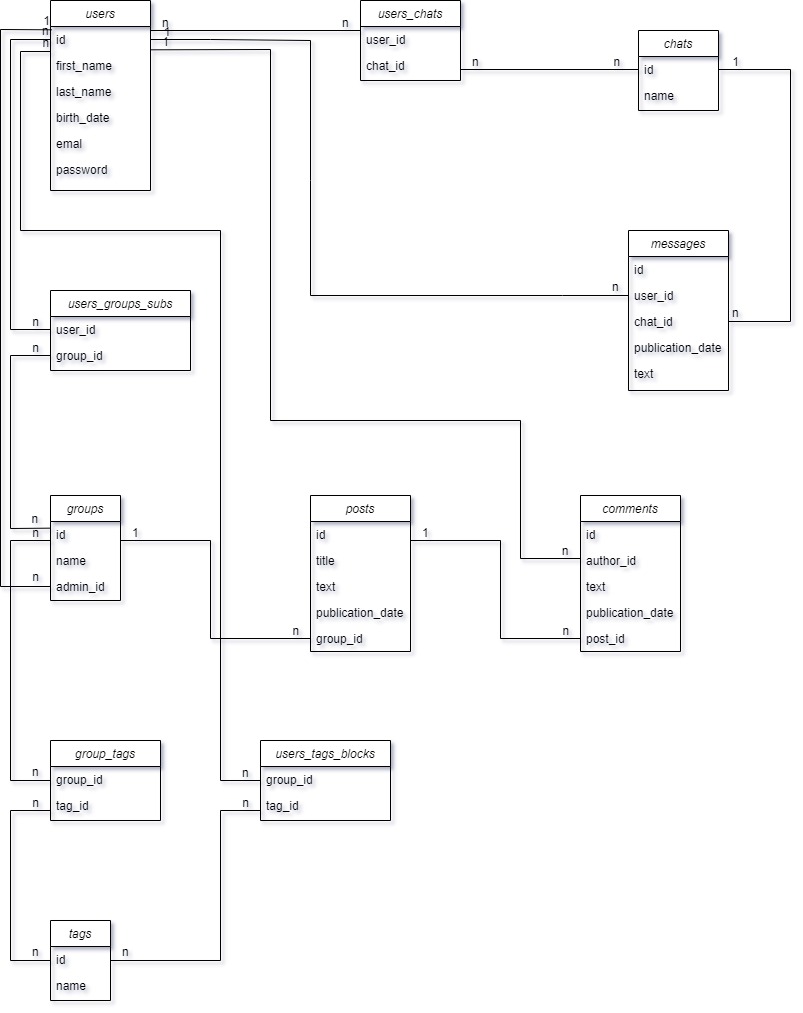 users
id
first_name
last_name
birth_date
emal
password
1
n
n
n
1
1
n
users_chats
user_id
chat_id
n
n
chats
id
name
1
messages
id
user_id
chat_id
publication_date
text
n
n
users_groups_subs
user_id
group_id
n
n
groups
id
name
admin_id
n
n
n
1
posts
id
title
text
publication_date
group_id
n
1
comments
id
author_id
text
publication_date
post_id
n
n
group_tags
group_id
tag_id
n
n
users_tags_blocks
group_id
tag_id
n
n
tags
id
name
n
n